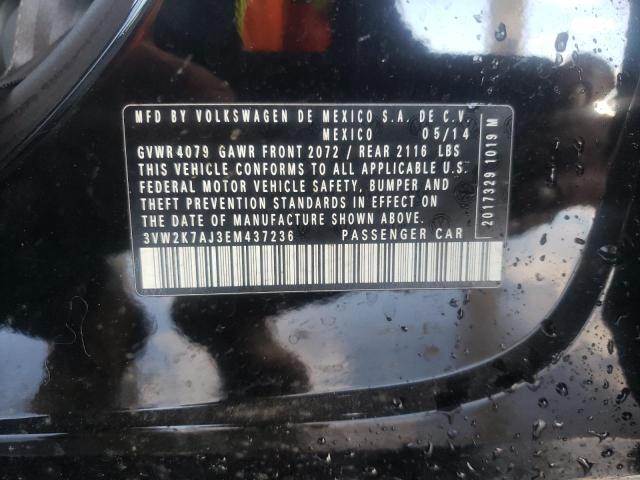 MFD BY VOLKSWAGEN DE MEXICO S.A. DE C.V.
MEXICO 05/14
GVWR 4079 GAWR FRONT 2072 / REAR 2116 LBS
THIS VEHICLE CONFORMS TO ALL APPLICABLE U.S.
FEDERAL MOTOR VEHICLE SAFETY, BUMPER AND
THEFT PREVENTION STANDARDS IN EFFECT ON
THE DATE OF MANUFACTURE SHOWN ABOVE.
3VW2K7AJ3EM437236 PASSENGER CAR
2017329 1019 M